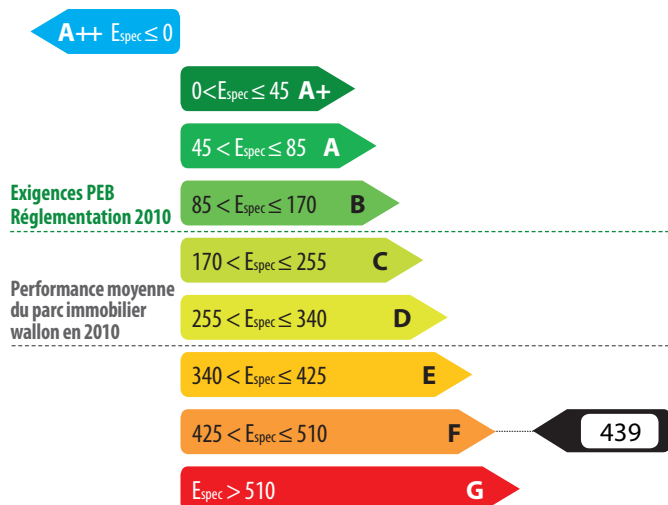 A++ Espec ≤ 0
0<Espec ≤ 45 A+
45 < Espec ≤ 85 A
Exigences PEB
Réglementation 2010
85 < Espec ≤ 170 B
170 < Espec ≤ 255 C
Performance moyenne
du parc immobilier
wallon en 2010
255 < Espec ≤ 340 D
340 < Espec ≤ 425 E
425 < Espec ≤ 510 F
439
Espec > 510 G